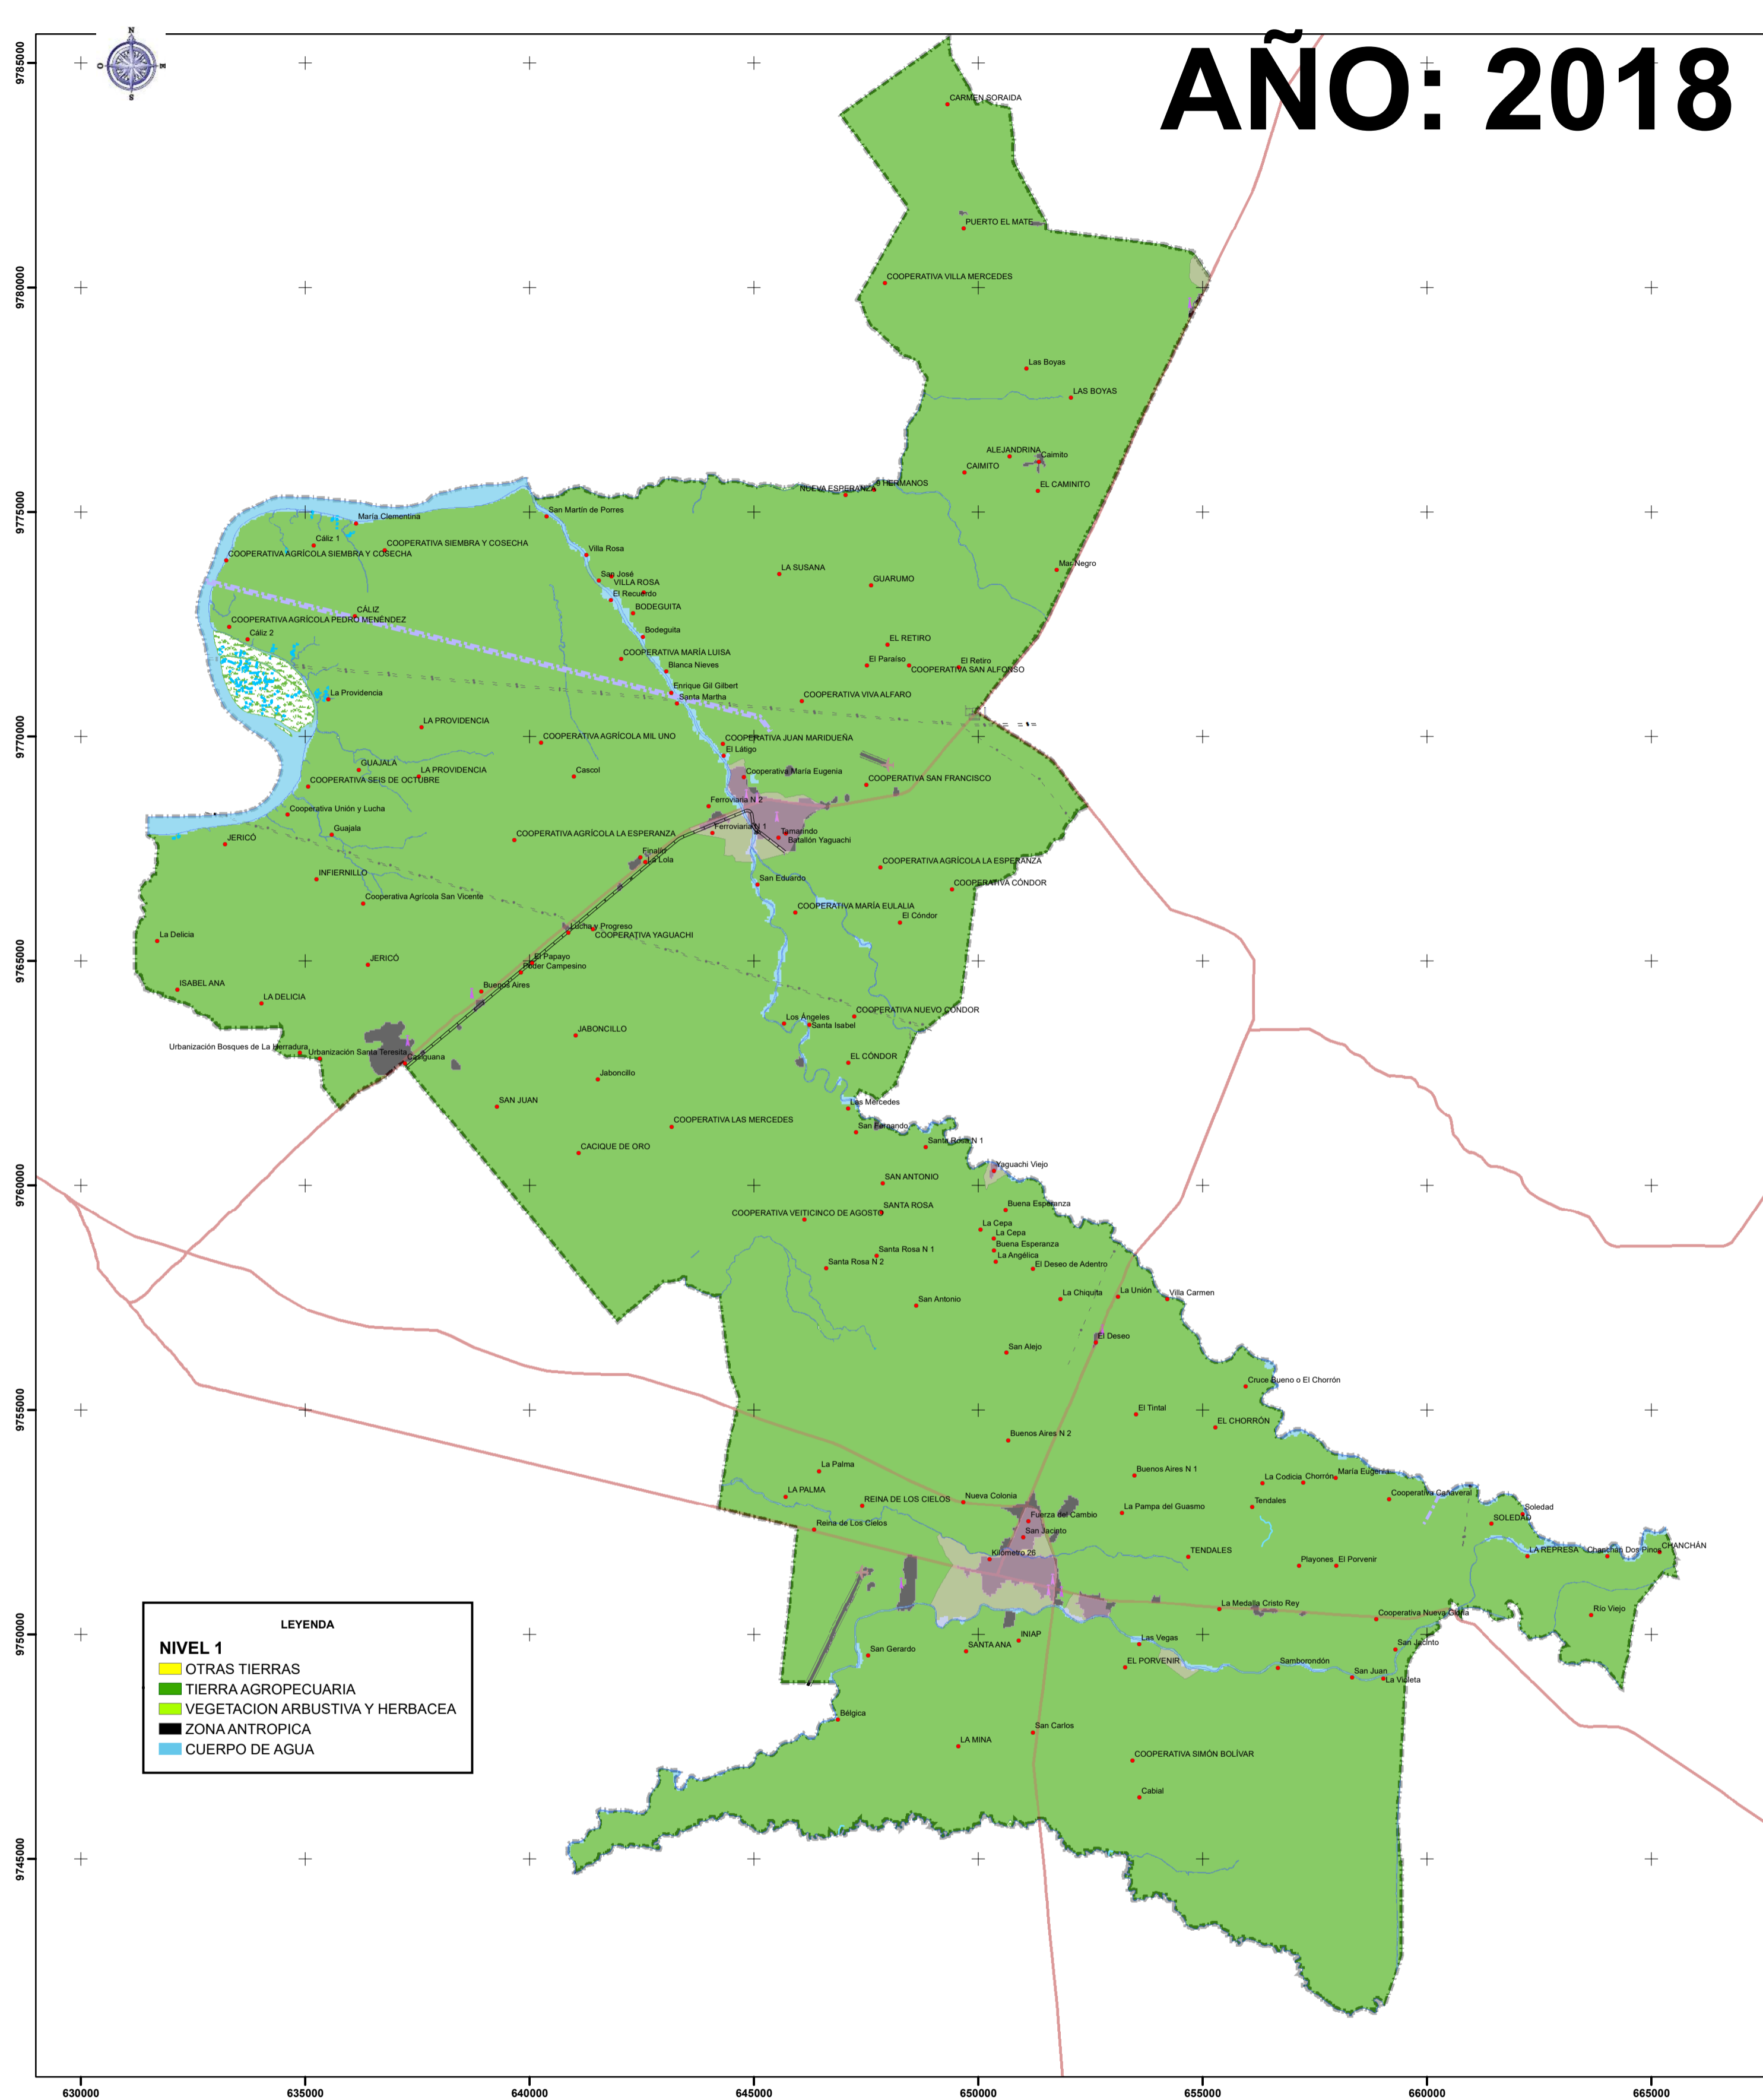 AÑO: 2018
N
O
E
S
CARMEN SORAIDA
PUERTO EL MATE
COOPERATIVA VILLA MERCEDES
Las Boyas
LAS BOYAS
ALEJANDRINA
Caimito
CAIMITO
EL CAMINITO
HERMANOS
NUEVA ESPERANZA
San Martín de Porres
María Clementina
Cáliz 1
COOPERATIVA SIEMBRA Y COSECHA
COOPERATIVA AGRÍCOLA SIEMBRA Y COSECHA
Villa Rosa
LA SUSANA
Mar Negro
San José
VILLA ROSA
GUARUMO
El Recuerdo
BODEGUITA
CÁLIZ
COOPERATIVA AGRÍCOLA PEDRO MENÉNDEZ
Cáliz 2
Bodeguita
EL RETIRO
COOPERATIVA MARÍA LUISA
El Paraíso
El Retiro
Blanca Nieves
COOPERATIVA SAN ALFONSO
Enrique Gil Gilbert
La Providencia
Santa Martha
COOPERATIVA VIVA ALFARO
LA PROVIDENCIA
COOPERATIVA AGRÍCOLA MIL UNO
COOPERATIVA JUAN MARIDUEÑA
El Látigo
GUAJALA
LA PROVIDENCIA
Cascol
Cooperativa María Eugenia
COOPERATIVA SEIS DE OCTUBRE
COOPERATIVA SAN FRANCISCO
Cooperativa Unión y Lucha
Ferroviaria N 2
Guajala
Ferroviaria N 1
JERICÓ
COOPERATIVA AGRÍCOLA LA ESPERANZA
Tamarindo
Batallón Yaguachi
Finalin
La Lola
COOPERATIVA AGRÍCOLA LA ESPERANZA
INFIERNILLO
San Eduardo
COOPERATIVA CÓNDOR
Cooperativa Agrícola San Vicente
COOPERATIVA MARÍA EULALIA
El Cóndor
Lucha y Progreso
COOPERATIVA YAGUACHI
La Delicia
El Papayo
JERICÓ
Poder Campesino
ISABEL ANA
Buenos Aires
LA DELICIA
COOPERATIVA NUEVO CONDOR
Los Ángeles
Santa Isabel
JABONCILLO
Urbanización Bosques de La Herradura
Urbanización Santa Teresita
Casiguana
EL CÓNDOR
Jaboncillo
SAN JUAN
Las Mercedes
COOPERATIVA LAS MERCEDES
San Fernando
Santa Rosa N 1
CACIQUE DE ORO
Yaguachi Viejo
SAN ANTONIO
SANTA ROSA
Buena Esperanza
COOPERATIVA VEITICINCO DE AGOSTO
La Cepa
La Cepa
Buena Esperanza
Santa Rosa N 1
La Angélica
Santa Rosa N 2
El Deseo de Adentro
San Antonio
La Chiquita
La Unión
Villa Carmen
El Deseo
San Alejo
Cruce Bueno o El Chorrón
El Tintal
EL CHORRÓN
Buenos Aires N 2
La Palma
Buenos Aires N 1
La Codicia
Chorrón
María Eugenia
LA PALMA
REINA DE LOS CIELOS
Nueva Colonia
La Pampa del Guasmo
Tendales
Cooperativa Cañaveral
Soledad
SOLEDAD
Reina de Los Cielos
Fuerza del Cambio
San Jacinto
Kilómetro 26
TENDALES
Playones
El Porvenir
LA REPRESA
Chanchán Dos Pinos
CHANCHÁN
La Medalla Cristo Rey
Cooperativa Nueva Gloria
Río Viejo
San Gerardo
SANTA ANA
INIAP
Las Vegas
San Jacinto
EL PORVENIR
Samborondón
San Juan
La Violeta
Bélgica
San Carlos
LA MINA
COOPERATIVA SIMÓN BOLÍVAR
Cabial
LEYENDA
NIVEL 1
OTRAS TIERRAS
TIERRA AGROPECUARIA
VEGETACION ARBUSTIVA Y HERBACEA
ZONA ANTROPICA
CUERPO DE AGUA
9785000
9780000
9775000
9770000
9765000
9760000
9755000
9750000
9745000
630000
635000
640000
645000
650000
655000
660000
665000